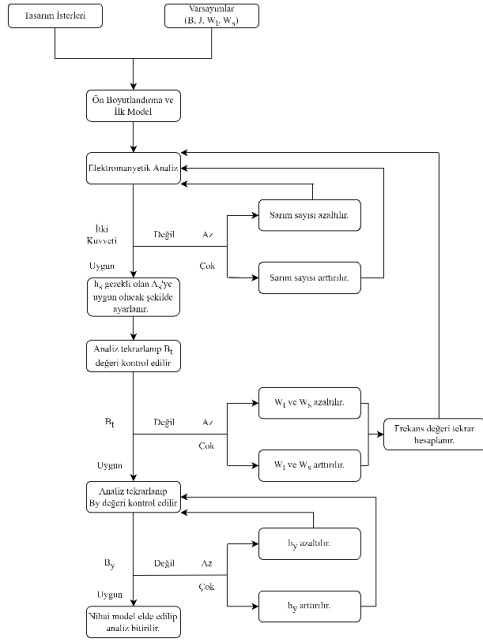 Tasarım İsterleri
Varsayımlar
(B, J, Wt, Ws)
Ön Boyutlandırma ve
İlk Model
Elektromanyetik Analiz
İtki
Kuvveti
Değil
Az
Çok
Uygun
Sarım sayısı azaltılır.
Sarım sayısı arttırılır.
hs gerekli olan As'ye
uygun olucak şekilde
ayarlanır.
Analiz tekrarlanıp Bt
değeri kontrol edilir
Bt
Değil
Az
Çok
Uygun
Wt ve Ws azaltılır.
Wt ve Ws arttırılır.
Frekans değeri tekrar
hesaplanır.
Analiz tekrarlanıp
By değeri kontrol edilir
By
Değil
Az
Çok
Uygun
hy azaltılır.
hy arttırılır.
Nihai model elde edilip
analiz bitirilir.